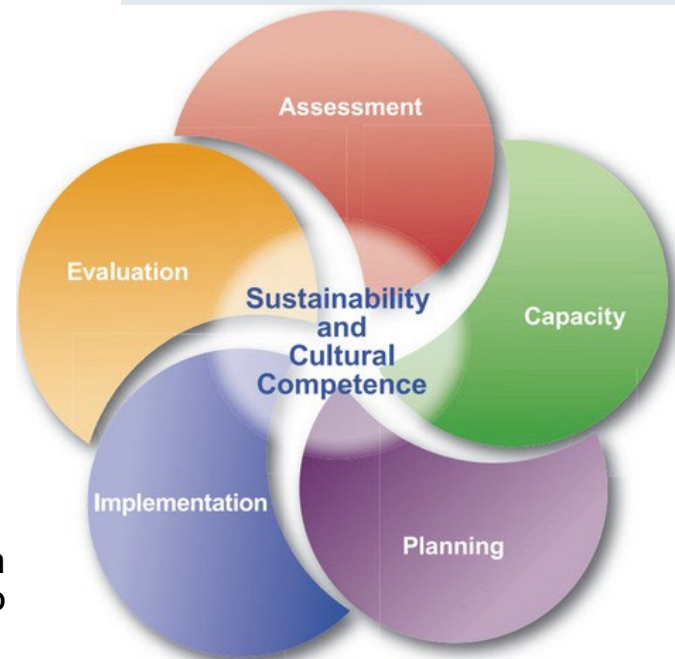 Assessment
Evaluation
Capacity
Sustainability
and
Cultural
Competence
Implementation
Planning